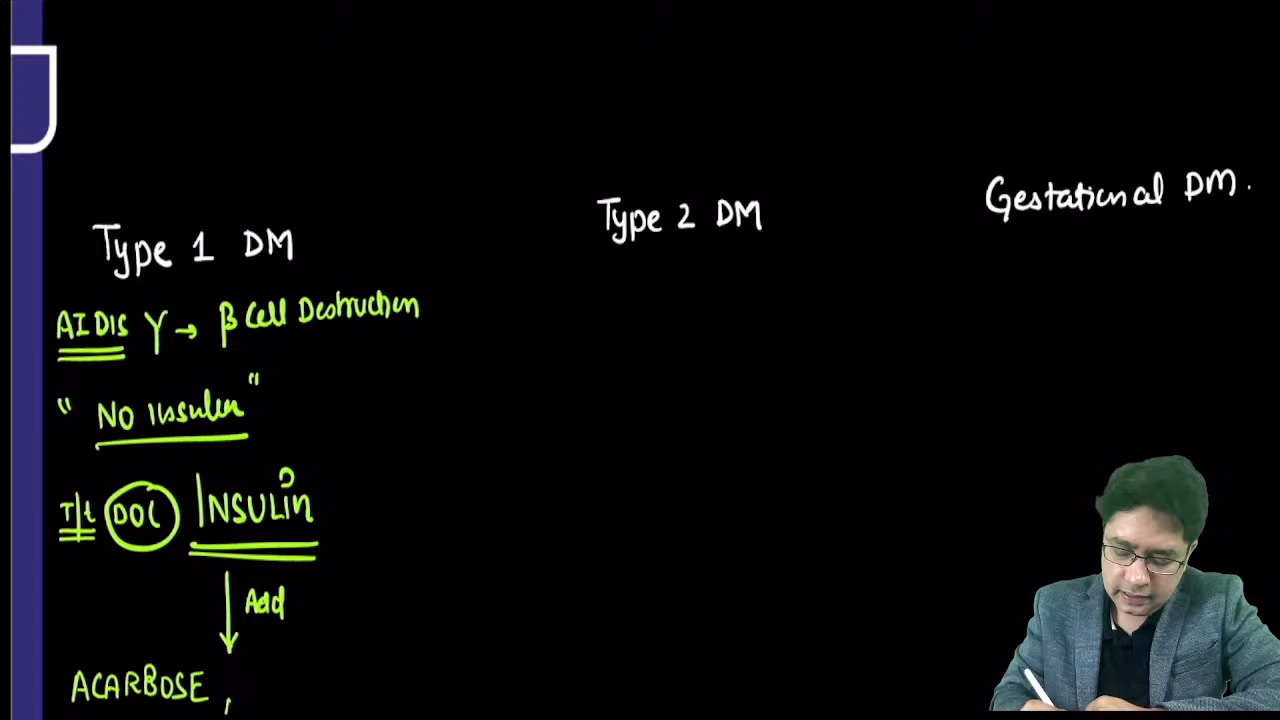 Type 1 DM
Type 2 DM
Gestational DM.
AI DIS Y → β Cell Destruction
" No Insulin "
T/t DOC INSULin
Add
ACARBOSE ,